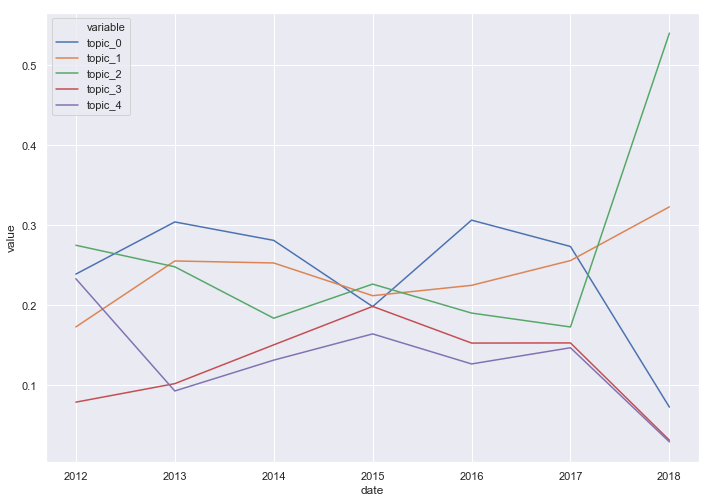 variable
topic_0
topic_1
topic_2
topic_3
topic_4
0.5
0.4
0.3
0.2
0.1
value
2012 2013 2014 2015 2016 2017 2018
date